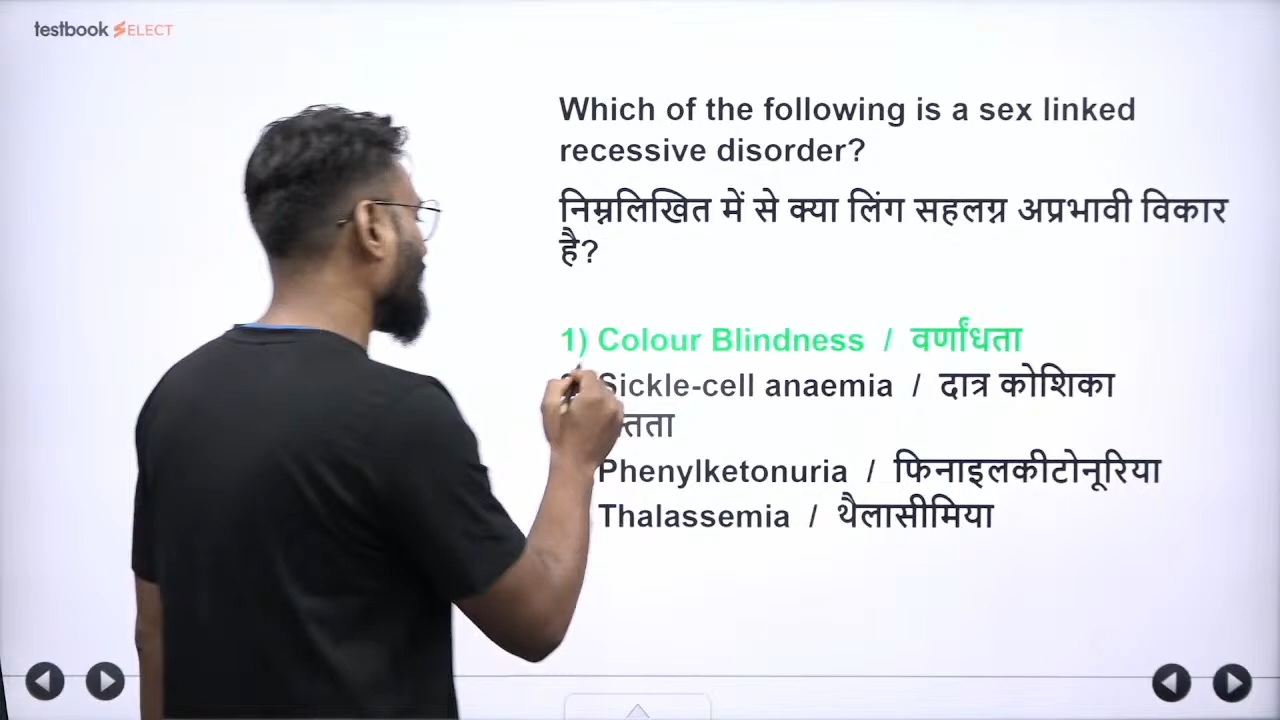 testbook SELECT
Which of the following is a sex linked
recessive disorder?
निम्नलिखित में से क्या लिंग सहलग्न अप्रभावी विकार
है?
1) Colour Blindness / वर्णांधता
Sickle-cell anaemia / दात्र कोशिका
Phenylketonuria / फिनाइलकीटोनूरिया
Thalassemia / थैलासीमिया